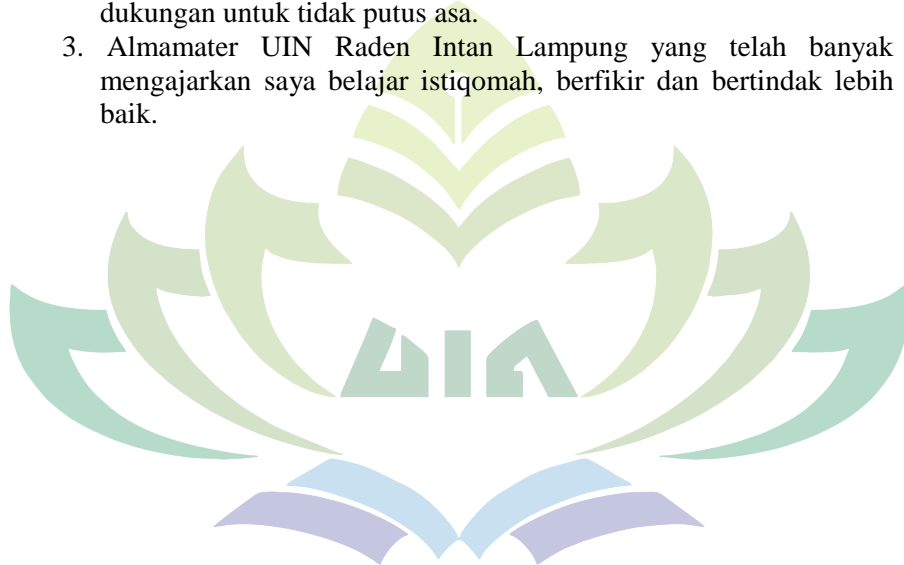 dukungan untuk tidak putus asa.
3. Almamater UIN Raden Intan Lampung yang telah banyak
mengajarkan saya belajar istiqomah, berfikir dan bertindak lebih
baik.
UIN